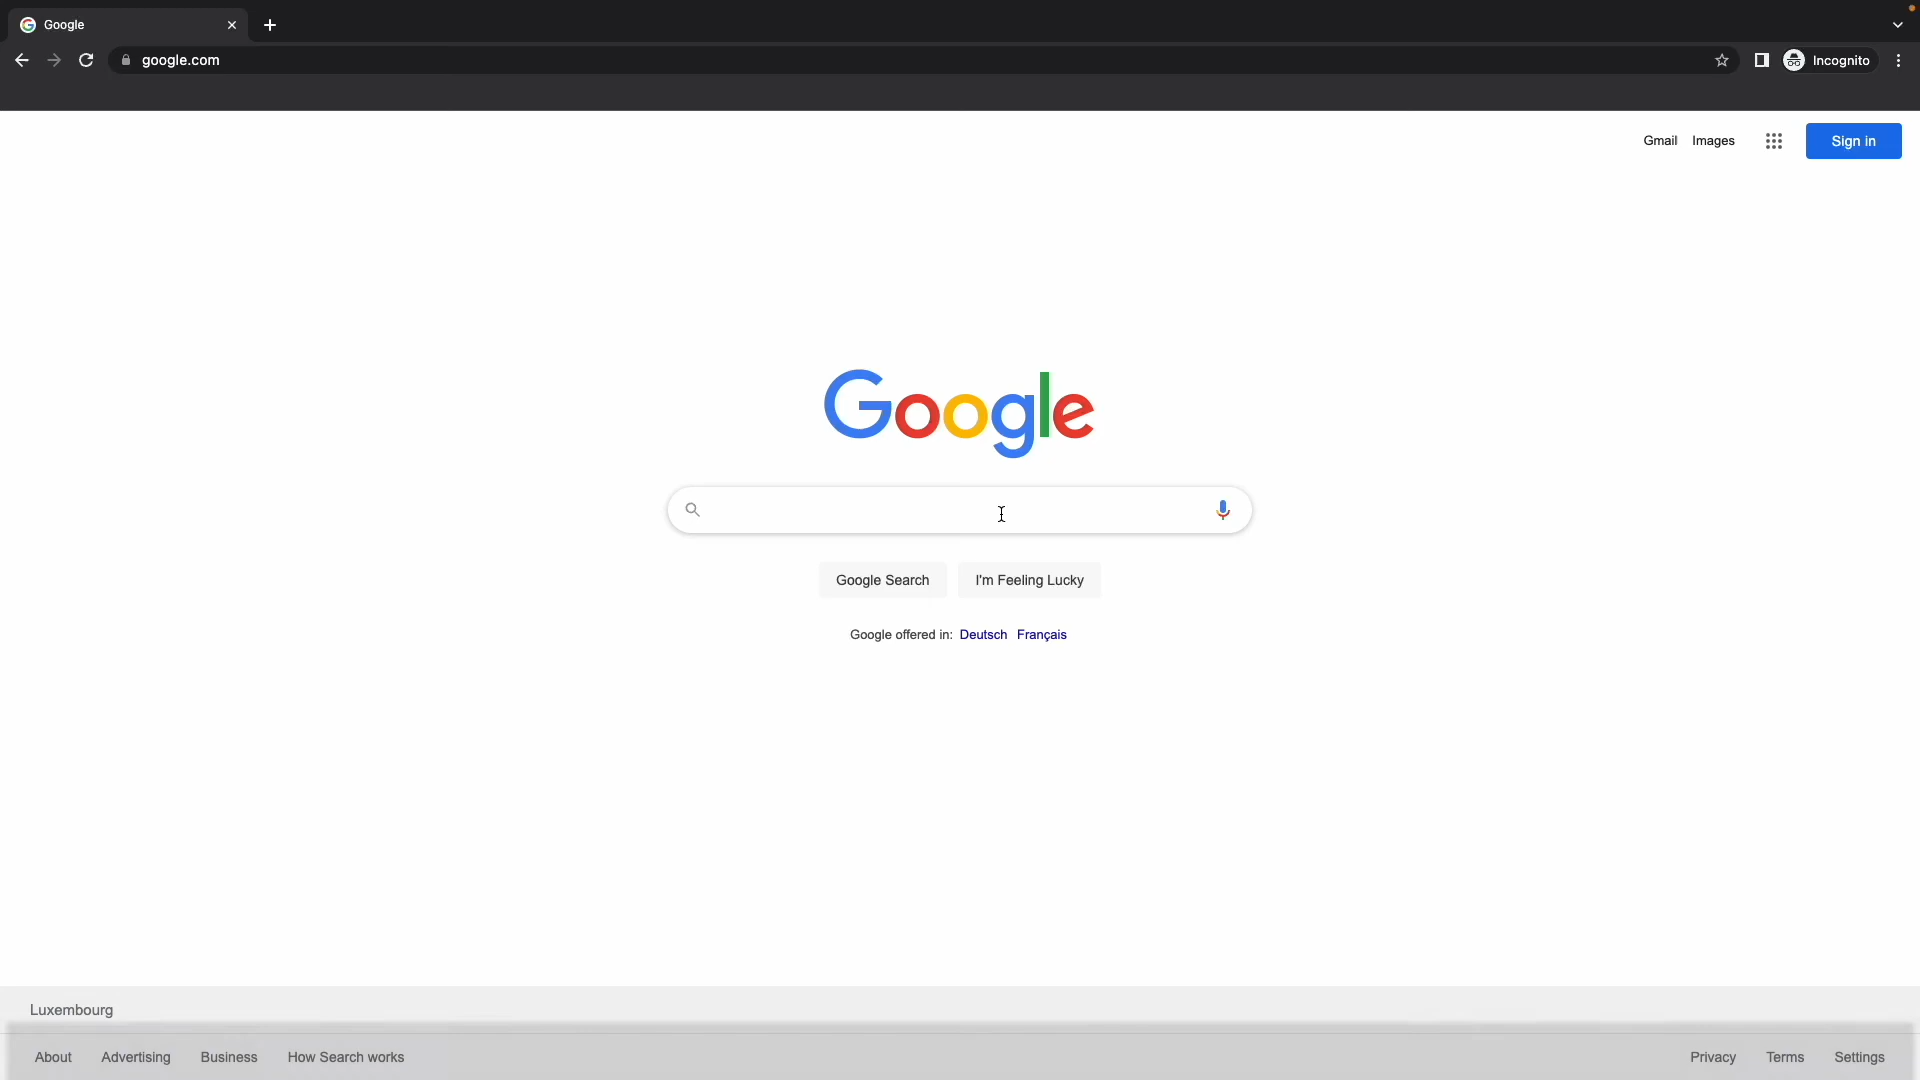 Google
google.com
Incognito
Gmail Images
Sign in
Google
Google Search
I'm Feeling Lucky
Google offered in: Deutsch Français
Luxembourg
About Advertising Business How Search works
Privacy Terms Settings